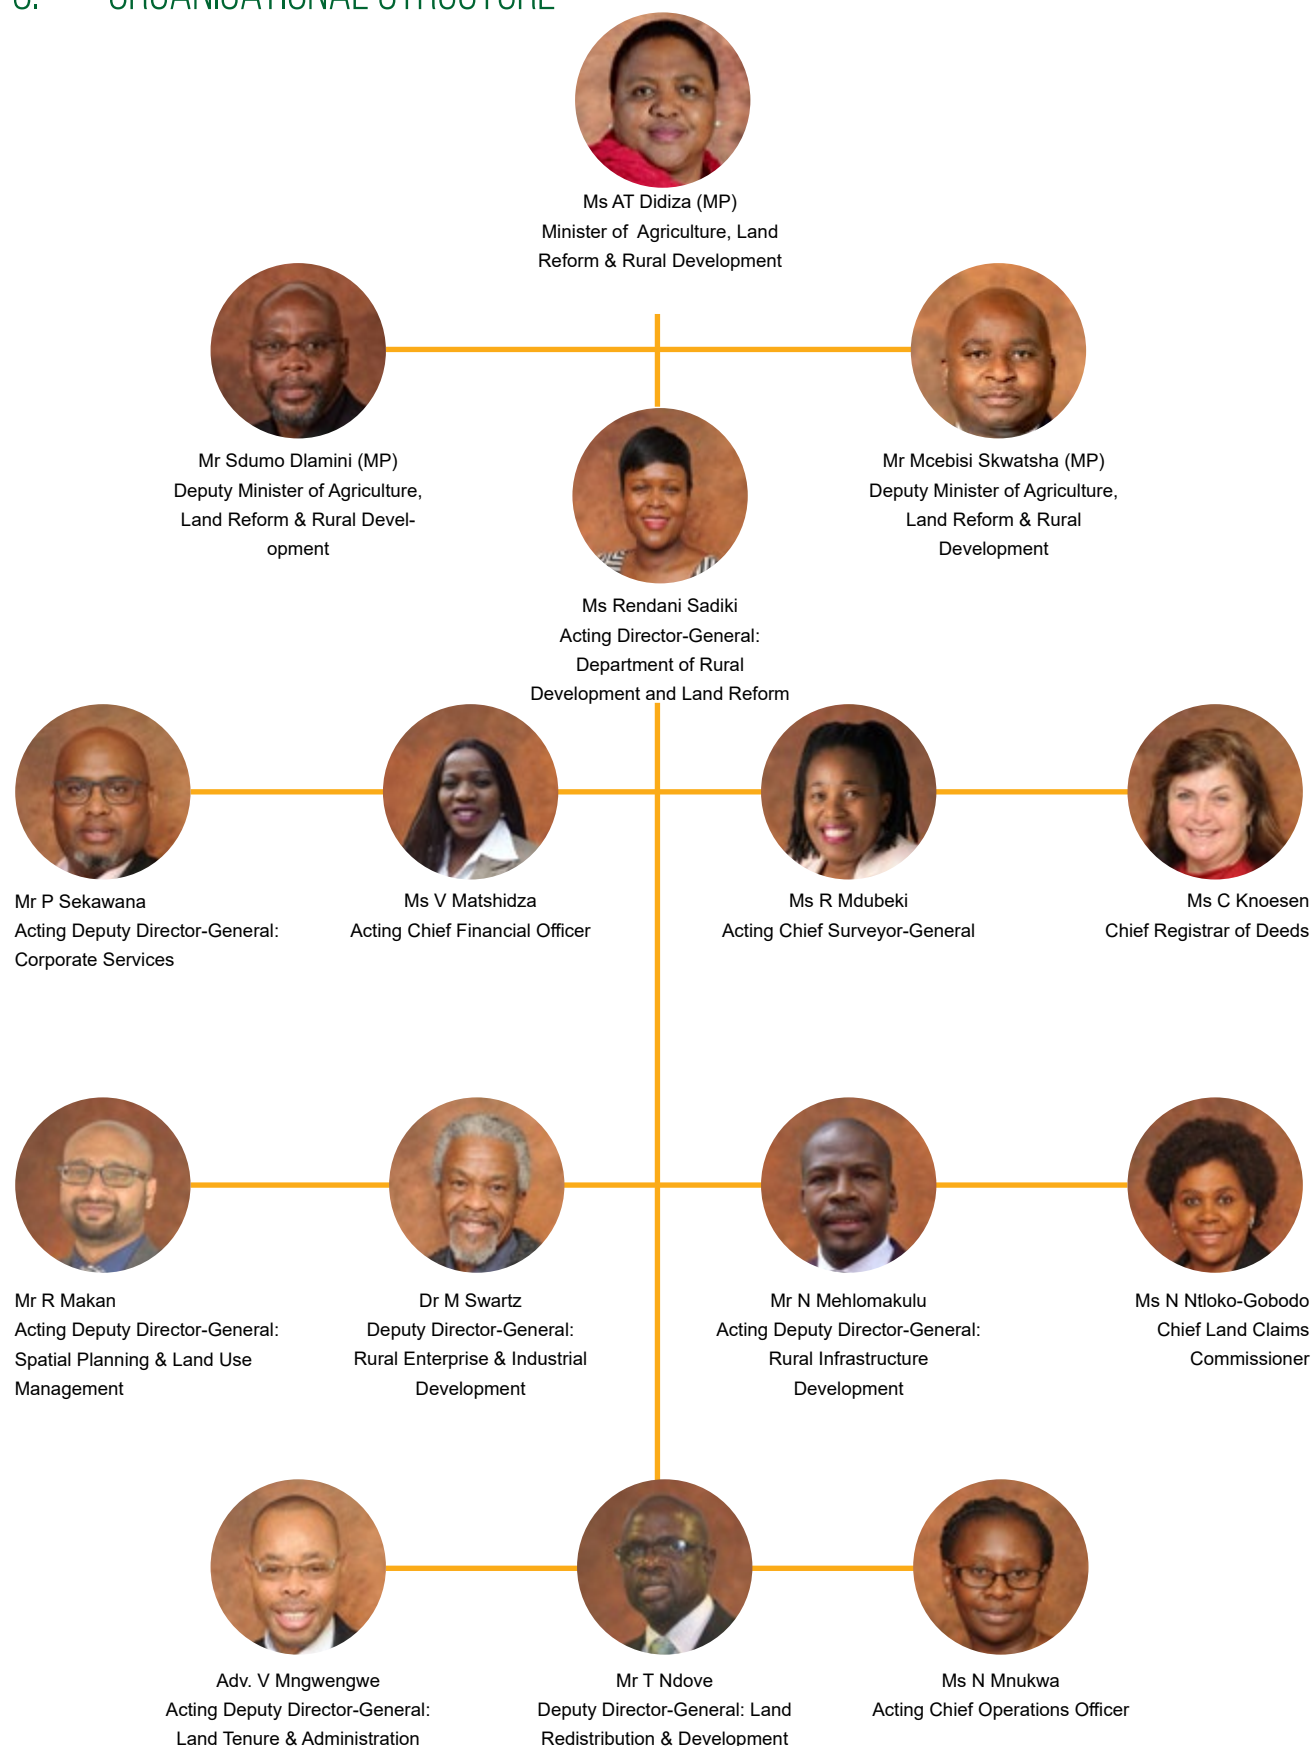 ORGANISATIONAL STRUCTURE
Ms AT Didiza (MP)
Minister of Agriculture, Land
Reform & Rural Development
Mr Sdumo Dlamini (MP)
Deputy Minister of Agriculture,
Land Reform & Rural Devel-
opment
Mr Mcebisi Skwatsha (MP)
Deputy Minister of Agriculture,
Land Reform & Rural
Development
Ms Rendani Sadiki
Acting Director-General:
Department of Rural
Development and Land Reform
Mr P Sekawana
Acting Deputy Director-General:
Corporate Services
Ms V Matshidza
Acting Chief Financial Officer
Ms R Mdubeki
Acting Chief Surveyor-General
Ms C Knoesen
Chief Registrar of Deeds
Mr R Makan
Acting Deputy Director-General:
Spatial Planning & Land Use
Management
Dr M Swartz
Deputy Director-General:
Rural Enterprise & Industrial
Development
Mr N Mehlomakulu
Acting Deputy Director-General:
Rural Infrastructure
Development
Ms N Ntloko-Gobodo
Chief Land Claims
Commissioner
Adv. V Mngwengwe
Acting Deputy Director-General:
Land Tenure & Administration
Mr T Ndove
Deputy Director-General: Land
Redistribution & Development
Ms N Mnukwa
Acting Chief Operations Officer